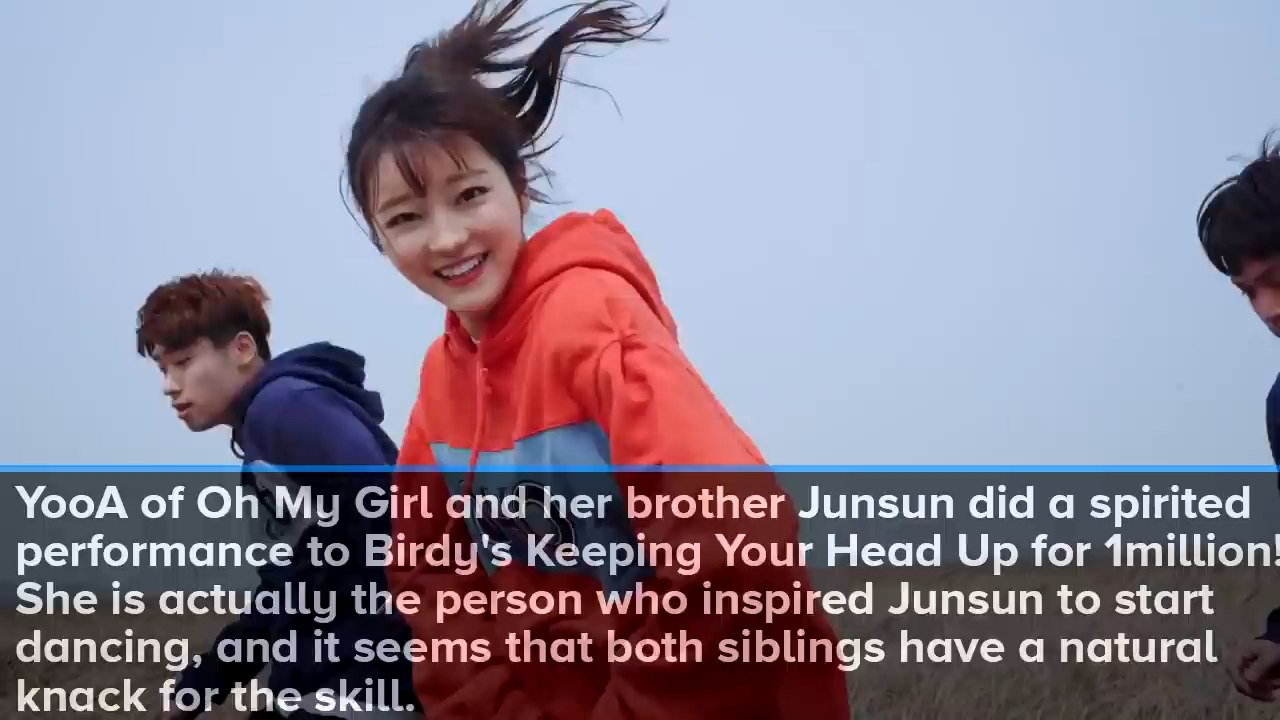 YooA of Oh My Girl and her brother Junsun did a spirited
performance to Birdy's Keeping Your Head Up for 1million!
She is actually the person who inspired Junsun to start
dancing, and it seems that both siblings have a natural
knack for the skill.